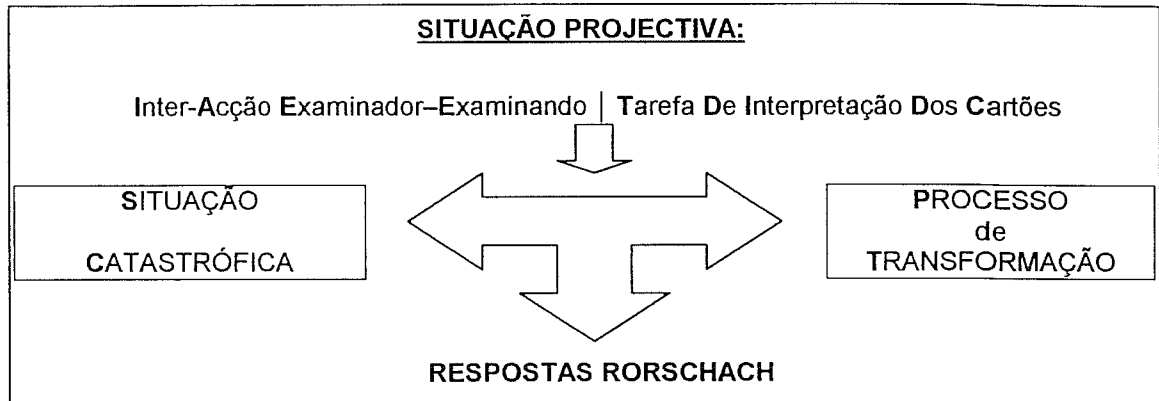 SITUAÇÃO PROJECTIVA:
Inter-Acção Examinador–Examinando | Tarefa De Interpretação Dos Cartões
SITUAÇÃO
CATASTRÓFICA
PROCESSO
de
TRANSFORMAÇÃO
RESPOSTAS RORSCHACH